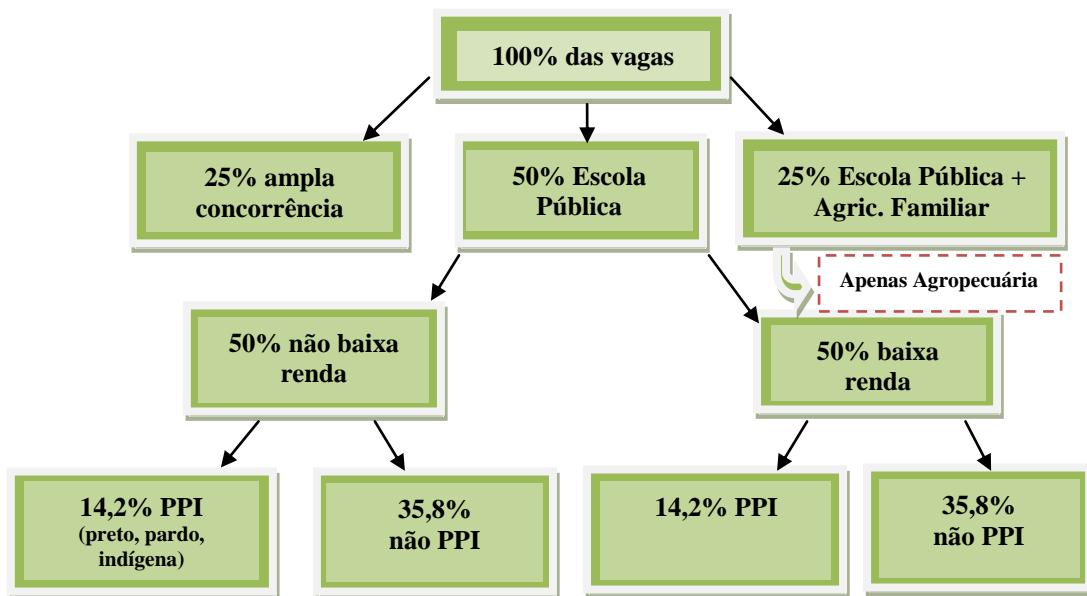 100% das vagas
25% ampla
concorrência
50% Escola
Pública
25% Escola Pública +
Agric. Familiar
Apenas Agropecuária
50% não baixa
renda
50% baixa
renda
14,2% PPI
(preto, pardo,
indígena)
35,8%
não PPI
14,2% PPI
35,8%
não PPI